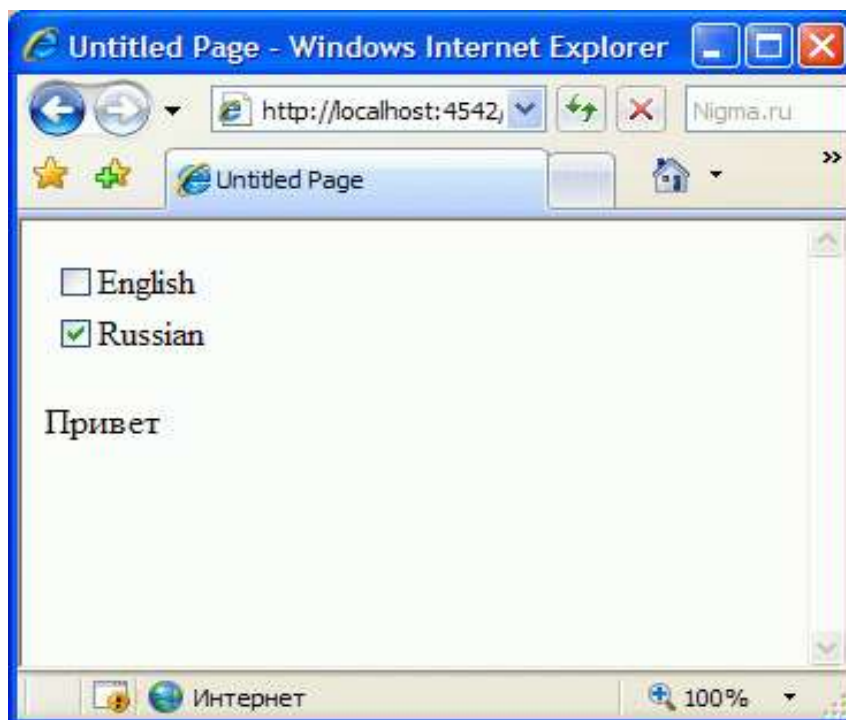 Untitled Page - Windows Internet Explorer
http://localhost:4542/
Nigma.ru
Untitled Page
English
Russian
Привет
Интернет
100%